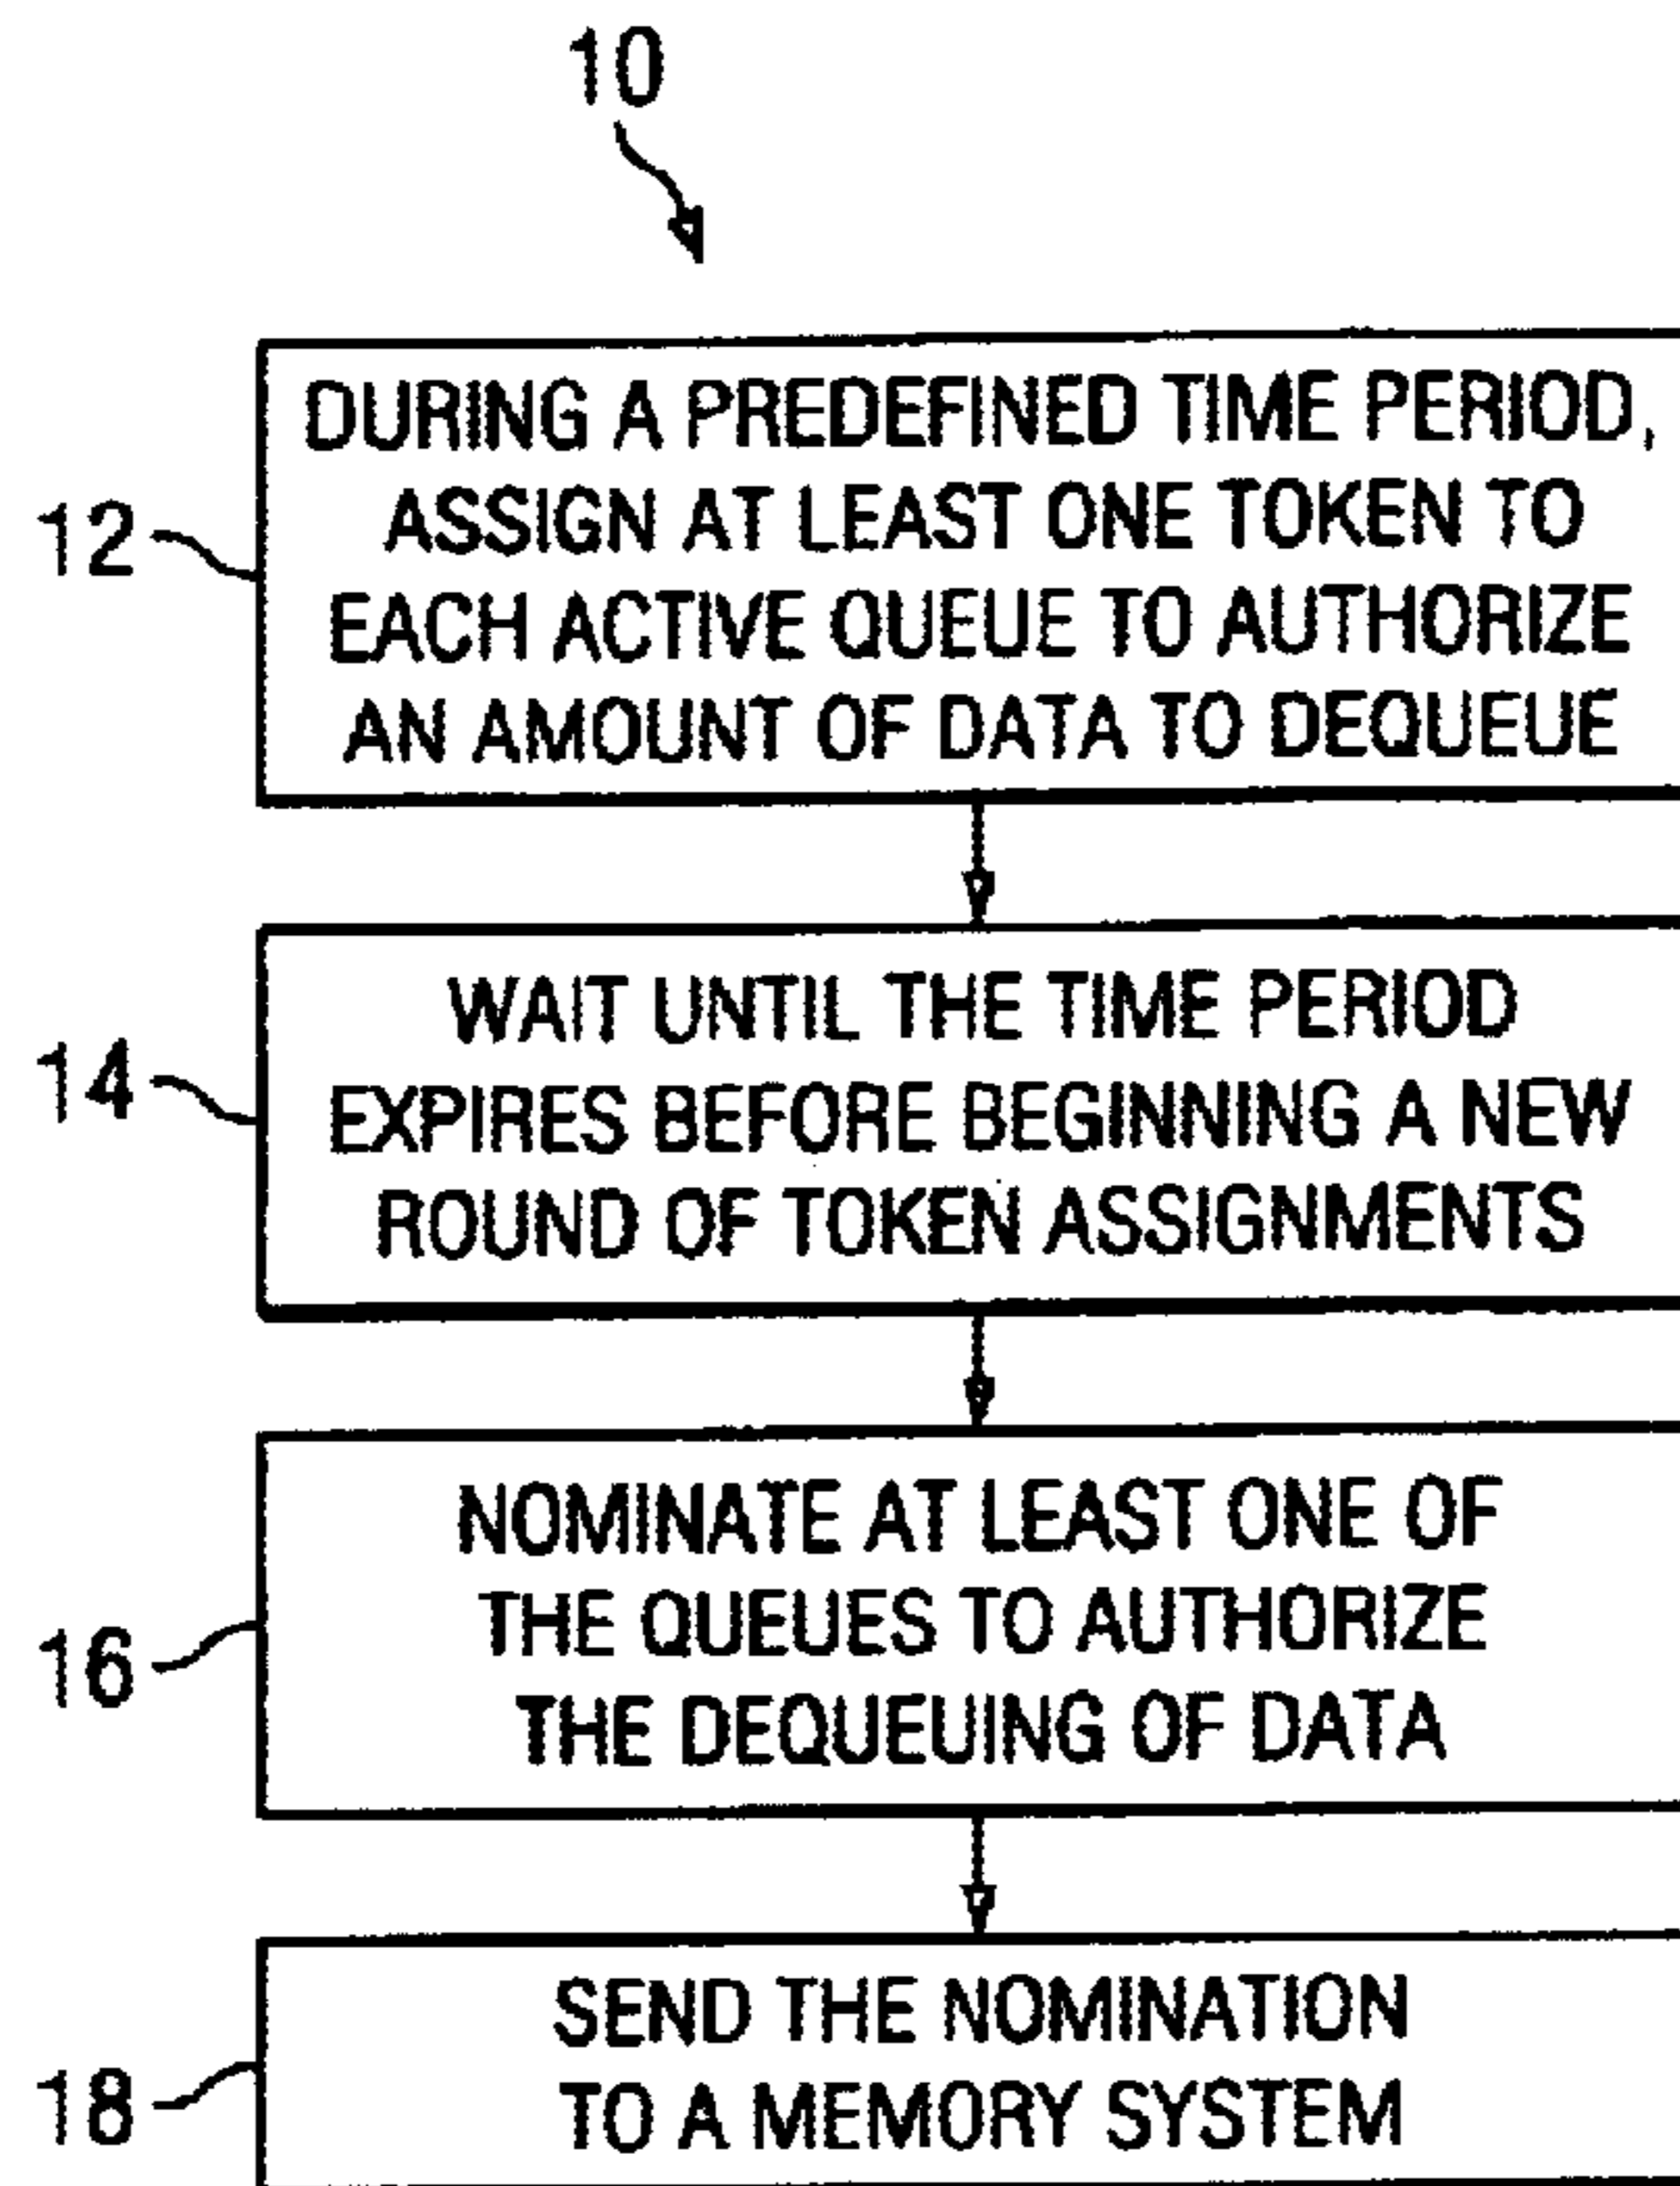 10
12
DURING A PREDEFINED TIME PERIOD,
ASSIGN AT LEAST ONE TOKEN TO
EACH ACTIVE QUEUE TO AUTHORIZE
AN AMOUNT OF DATA TO DEQUEUE
14
WAIT UNTIL THE TIME PERIOD
EXPIRES BEFORE BEGINNING A NEW
ROUND OF TOKEN ASSIGNMENTS
16
NOMINATE AT LEAST ONE OF
THE QUEUES TO AUTHORIZE
THE DEQUEUING OF DATA
18
SEND THE NOMINATION
TO A MEMORY SYSTEM